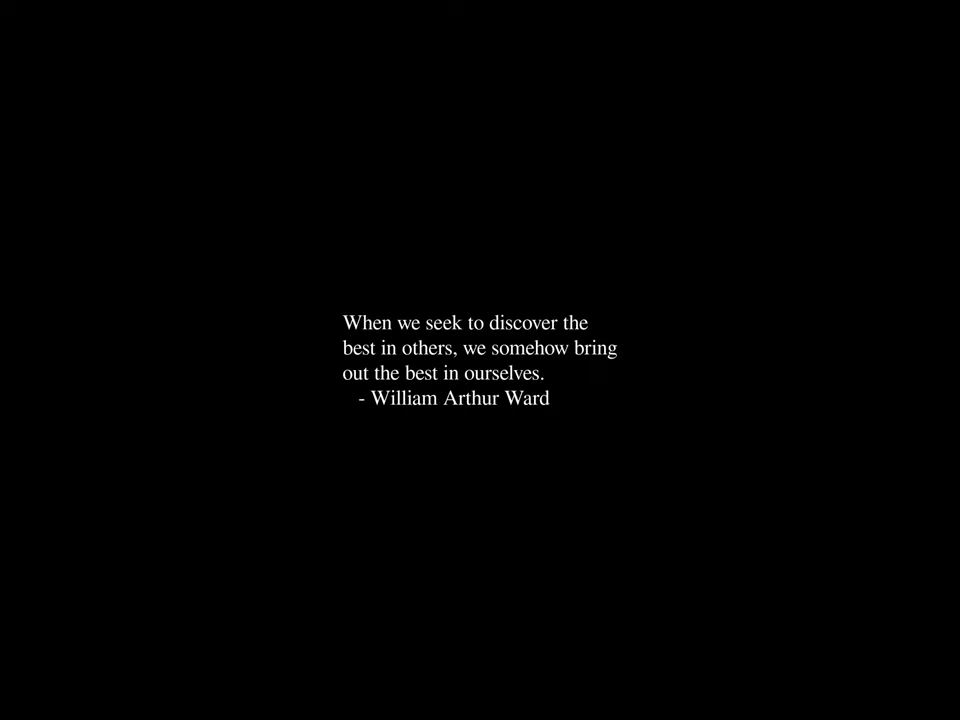 When we seek to discover the
best in others, we somehow bring
out the best in ourselves.
- William Arthur Ward